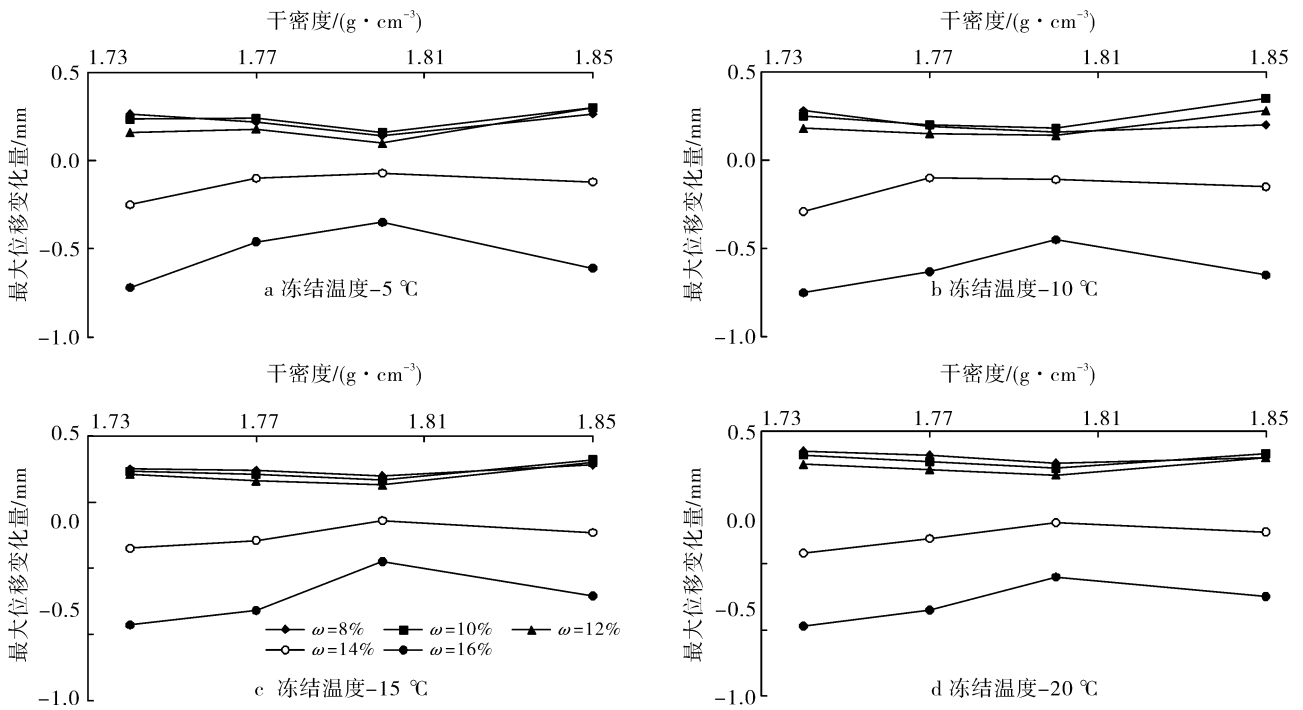 干密度/(g·cm⁻³)
1.73 1.77 1.81 1.85
0.5
0.0
-0.5
-1.0
最大位移变化量/mm
a 冻结温度-5 ℃
干密度/(g·cm⁻³)
1.73 1.77 1.81 1.85
0.5
0.0
-0.5
-1.0
最大位移变化量/mm
b 冻结温度-10 ℃
干密度/(g·cm⁻³)
1.73 1.77 1.81 1.85
0.5
0.0
-0.5
-1.0
最大位移变化量/mm
ω=8% ω=10% ω=12%
ω=14% ω=16%
c 冻结温度-15 ℃
干密度/(g·cm⁻³)
1.73 1.77 1.81 1.85
0.5
0.0
-0.5
-1.0
最大位移变化量/mm
d 冻结温度-20 ℃